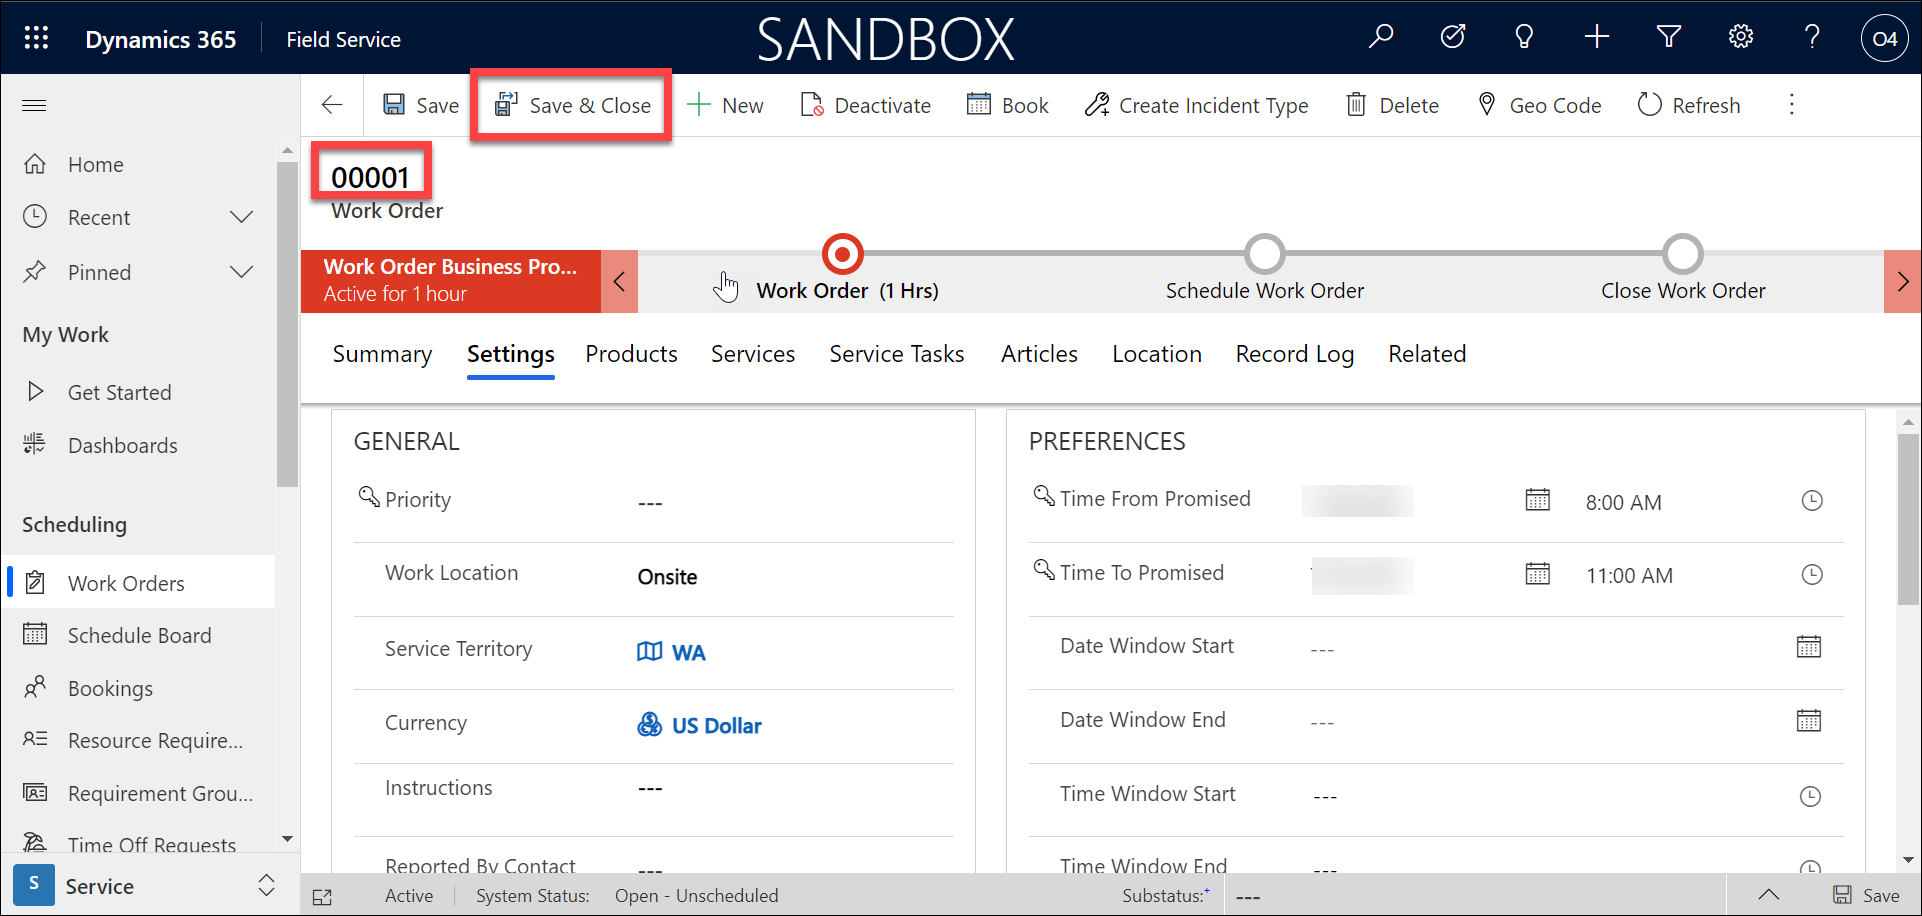 Dynamics 365 Field Service SANDBOX O4
Save Save & Close New Deactivate Book Create Incident Type Delete Geo Code Refresh
00001
Work Order
Home
Recent
Pinned
My Work
Get Started
Dashboards
Scheduling
Work Orders
Schedule Board
Bookings
Resource Require...
Requirement Grou...
Time Off Requests
S Service
Work Order Business Pro...
Active for 1 hour
Work Order (1 Hrs)
Schedule Work Order
Close Work Order
Summary Settings Products Services Service Tasks Articles Location Record Log Related
GENERAL
Priority ---
Work Location Onsite
Service Territory WA
Currency US Dollar
Instructions ---
Reported By Contact ---
PREFERENCES
Time From Promised 8:00 AM
Time To Promised 11:00 AM
Date Window Start ---
Date Window End ---
Time Window Start ---
Time Window End ---
Active System Status: Open - Unscheduled Substatus:+ --- Save